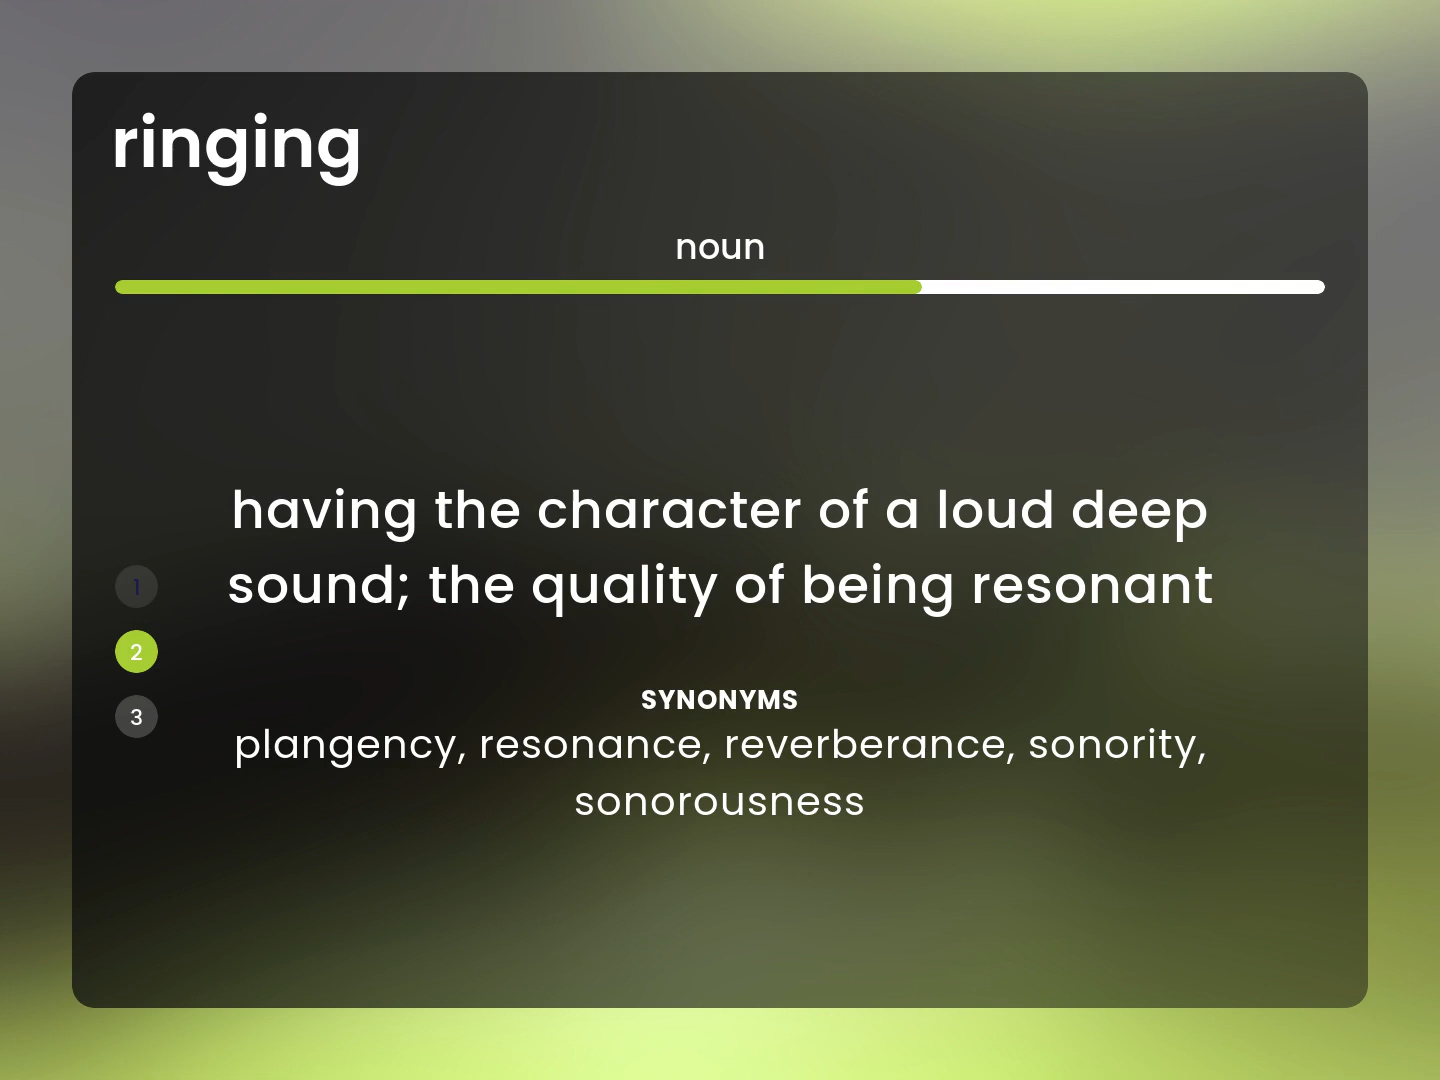 ringing
noun
having the character of a loud deep
sound; the quality of being resonant
1
2
3
SYNONYMS
plangency, resonance, reverberance, sonority,
sonorousness